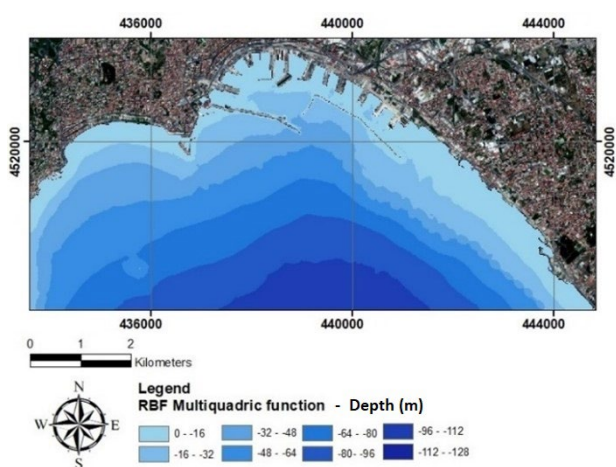 436000 440000 444000
4520000 4520000
436000 440000 444000
0 1 2
Kilometers
N
W E
S
Legend
RBF Multiquadric function - Depth (m)
0 - -16 -32 - -48 -64 - -80 -96 - -112
-16 - -32 -48 - -64 -80 - -96 -112 - -128